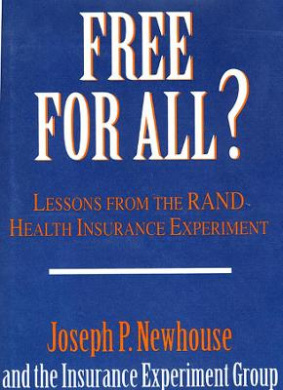 FREE
FOR ALL?
LESSONS FROM THE RAND
HEALTH INSURANCE EXPERIMENT
Joseph P. Newhouse
and the Insurance Experiment Group